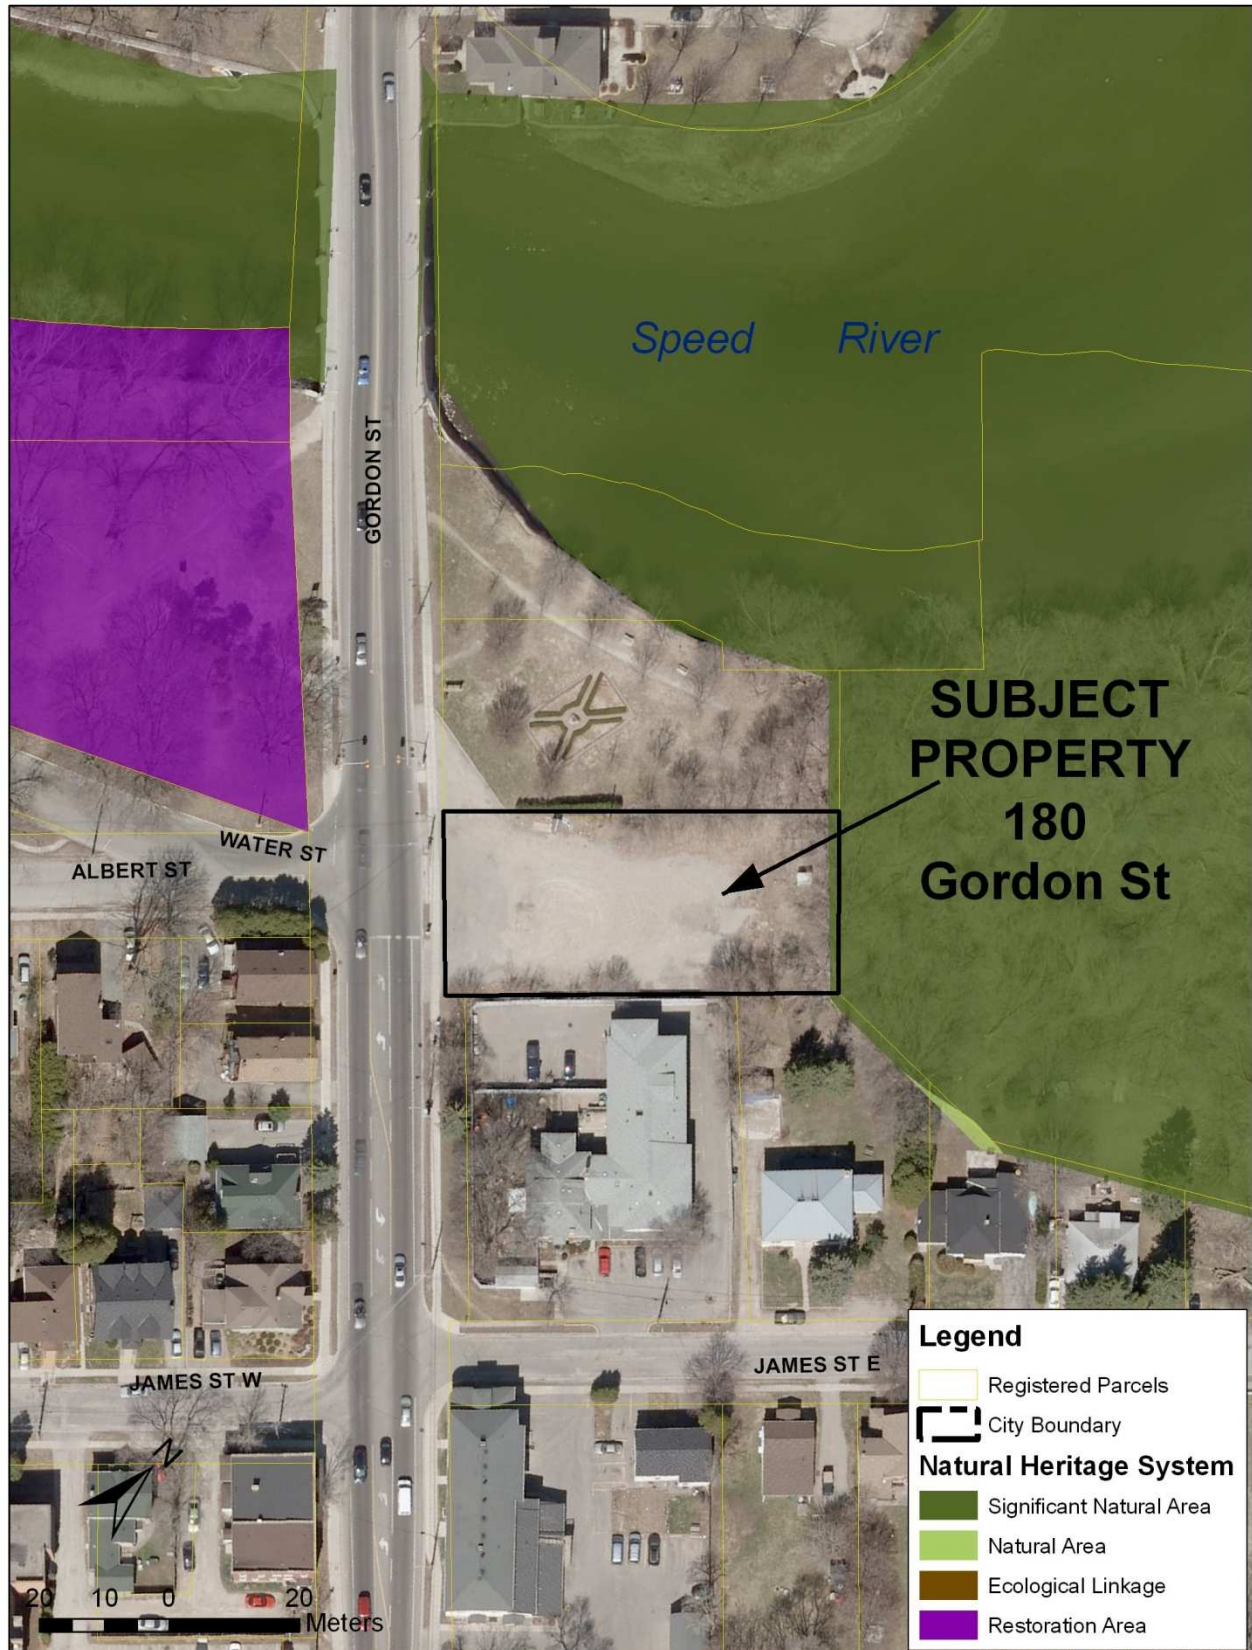 Speed River
GORDON ST
SUBJECT
PROPERTY
180
Gordon St
WATER ST
ALBERT ST
JAMES ST E
JAMES ST W
N
20 10 0 20
Meters
Legend
Registered Parcels
City Boundary
Natural Heritage System
Significant Natural Area
Natural Area
Ecological Linkage
Restoration Area